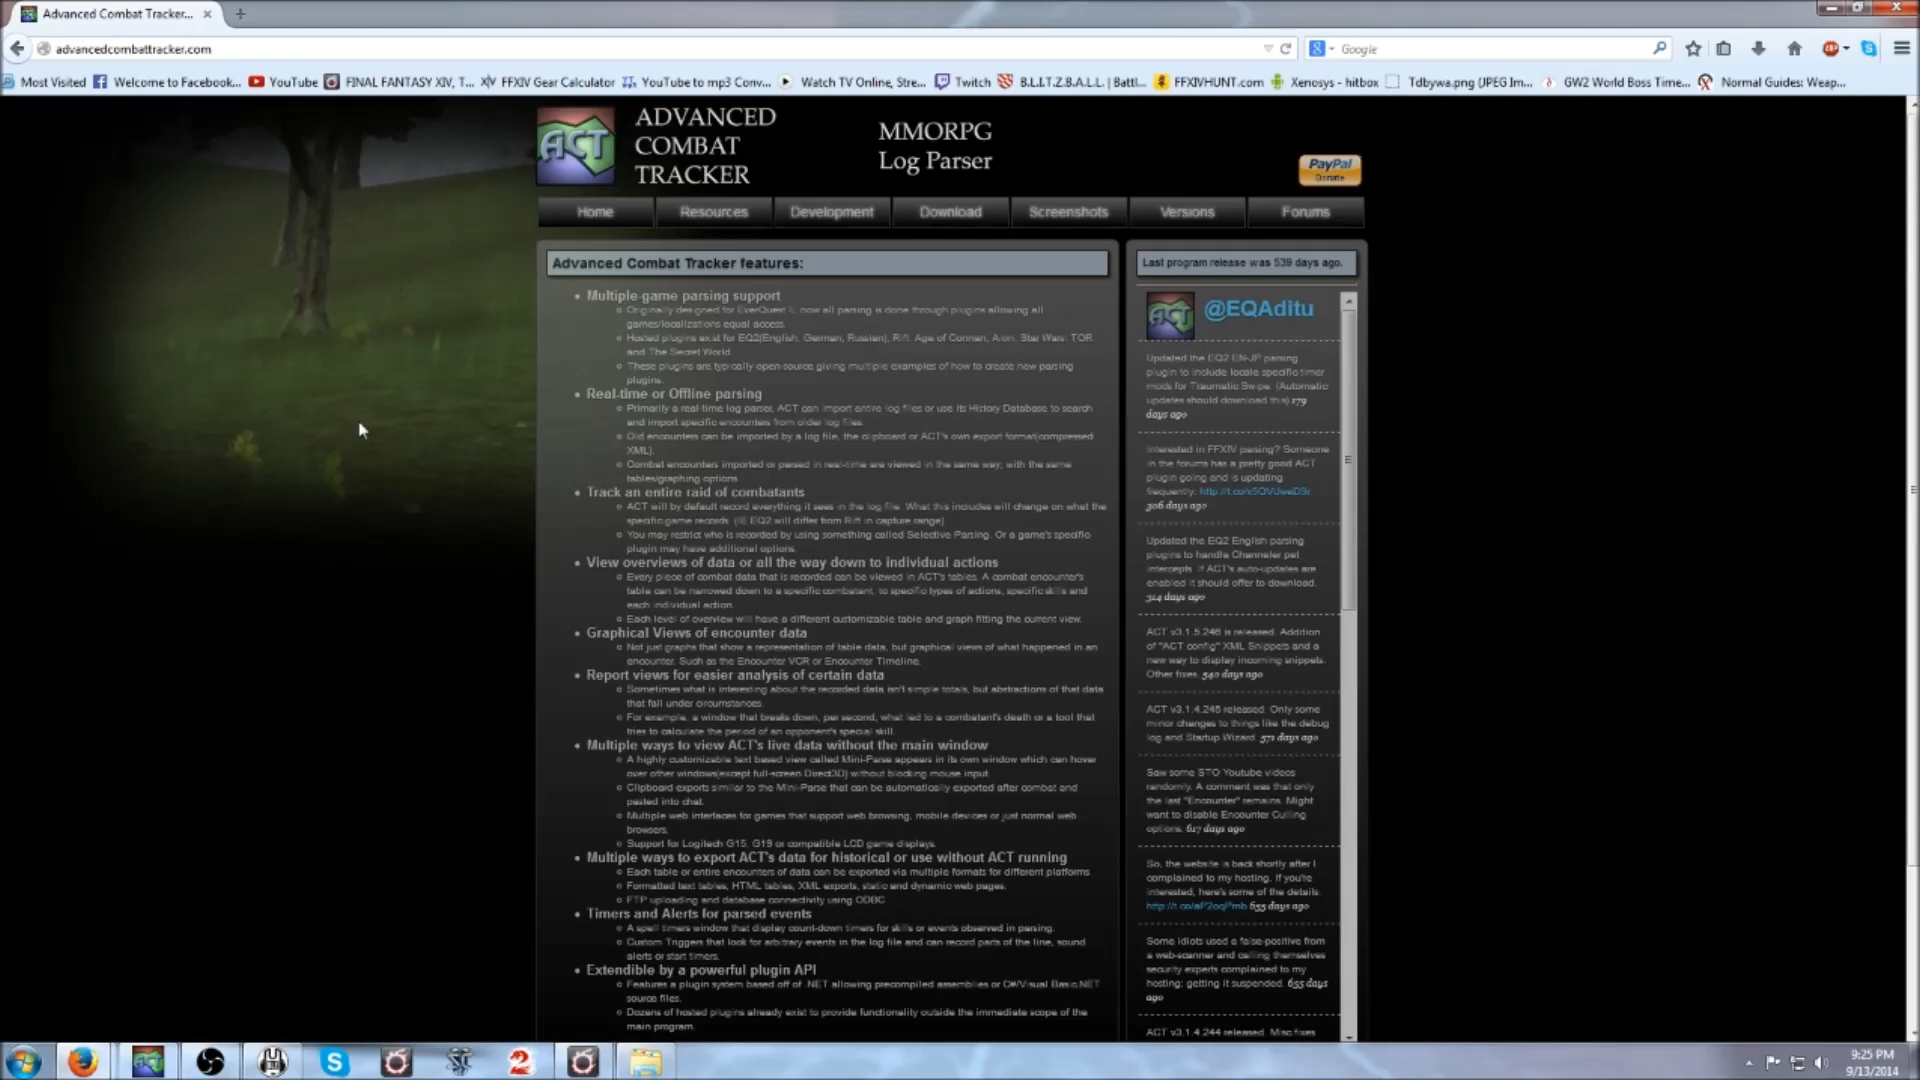 Advanced Combat Tracker...
advancedcombattracker.com
Google
Most Visited
Welcome to Facebook...
YouTube
FINAL FANTASY XIV, T...
FFXIV Gear Calculator
YouTube to mp3 Conv...
Watch TV Online, Stre...
Twitch
B.L.I.T.Z.B.A.L.L. | Battl...
FFXIVHUNT.com
Xenosys - hitbox
Tdbywa.png (JPEG Im...
GW2 World Boss Time...
Normal Guides: Weap...
ACT
ADVANCED
COMBAT
TRACKER
MMORPG
Log Parser
PayPal
Donate
Home
Resources
Development
Download
Screenshots
Versions
Forums
Advanced Combat Tracker features:
Multiple-game parsing support
Originally designed for EverQuest II, now all parsing is done through plugins allowing all
games/localizations equal access.
Hosted plugins exist for EQ2(English, German, Russian), Rift, Age of Connan, Aion, Star Wars: TOR
and The Secret World.
These plugins are typically open-source giving multiple examples of how to create new parsing
plugins.
Real-time or Offline parsing
Primarily a real-time log parser, ACT can import entire log files or use its History Database to search
and import specific encounters from older log files.
Old encounters can be imported by a log file, the clipboard or ACT's own export format(compressed
XML).
Combat encounters imported or parsed in real-time are viewed in the same way, with the same
tables/graphing options
Track an entire raid of combatants
ACT will by default record everything it sees in the log file. What this includes will change on what the
specific game records. (IE EQ2 will differ from Rift in capture range)
You may restrict who is recorded by using something called Selective Parsing. Or a game's specific
plugin may have additional options.
View overviews of data or all the way down to individual actions
Every piece of combat data that is recorded can be viewed in ACT's tables. A combat encounter's
table can be narrowed down to a specific combatant, to specific types of actions, specific skills and
each individual action.
Each level of overview will have a different customizable table and graph fitting the current view.
Graphical Views of encounter data
Not just graphs that show a representation of table data, but graphical views of what happened in an
encounter. Such as the Encounter VCR or Encounter Timeline.
Report views for easier analysis of certain data
Sometimes what is interesting about the recorded data isn't simple totals, but abstractions of that data
that fall under circumstances.
For example, a window that breaks down, per second, what led to a combatant's death or a tool that
tries to calculate the period of an opponent's special skill.
Multiple ways to view ACT's live data without the main window
A highly customizable text based view called Mini-Parse appears in its own window which can hover
over other windows(except full-screen Direct3D) without blocking mouse input.
Clipboard exports similar to the Mini-Parse that can be automatically exported after combat and
pasted into chat.
Multiple web interfaces for games that support web browsing, mobile devices or just normal web
browsers.
Support for Logitech G15, G19 or compatible LCD game displays.
Multiple ways to export ACT's data for historical or use without ACT running
Each table or entire encounters of data can be exported via multiple formats for different platforms
Formatted text tables, HTML tables, XML exports, static and dynamic web pages.
FTP uploading and database connectivity using ODBC
Timers and Alerts for parsed events
A spell timers window that display count-down timers for skills or events observed in parsing.
Custom Triggers that look for arbitrary events in the log file and can record parts of the line, sound
alerts or start timers.
Extendible by a powerful plugin API
Features a plugin system based off of .NET allowing precompiled assemblies or C#/Visual Basic.NET
source files.
Dozens of hosted plugins already exist to provide functionality outside the immediate scope of the
main program.
Last program release was 539 days ago.
ACT
@EQAditu
Updated the EQ2 EN-JP parsing
plugin to include locale specific timer
mods for Traumatic Swipe. (Automatic
updates should download this) 179
days ago
Interested in FFXIV parsing? Someone
in the forums has a pretty good ACT
plugin going and is updating
frequently:
306 days ago
Updated the EQ2 English parsing
plugins to handle Channeler pet
intercepts. If ACT's auto-updates are
enabled it should offer to download.
314 days ago
ACT v3.1.5.246 is released. Addition
of "ACT config" XML Snippets and a
new way to display incoming snippets.
Other fixes. 540 days ago
ACT v3.1.4.245 released. Only some
minor changes to things like the debug
log and Startup Wizard. 571 days ago
Saw some STO Youtube videos
randomly. A comment was that only
the last "Encounter" remains. Might
want to disable Encounter Culling
options. 617 days ago
So, the website is back shortly after I
complained to my hosting. If you're
interested, here's some of the details.
655 days ago
Some idiots used a false-positive from
a web-scanner and calling themselves
security experts complained to my
hosting; getting it suspended. 655 days
ago
ACT v3.1.4.244 released. Misc fixes
9:25 PM
9/13/2014